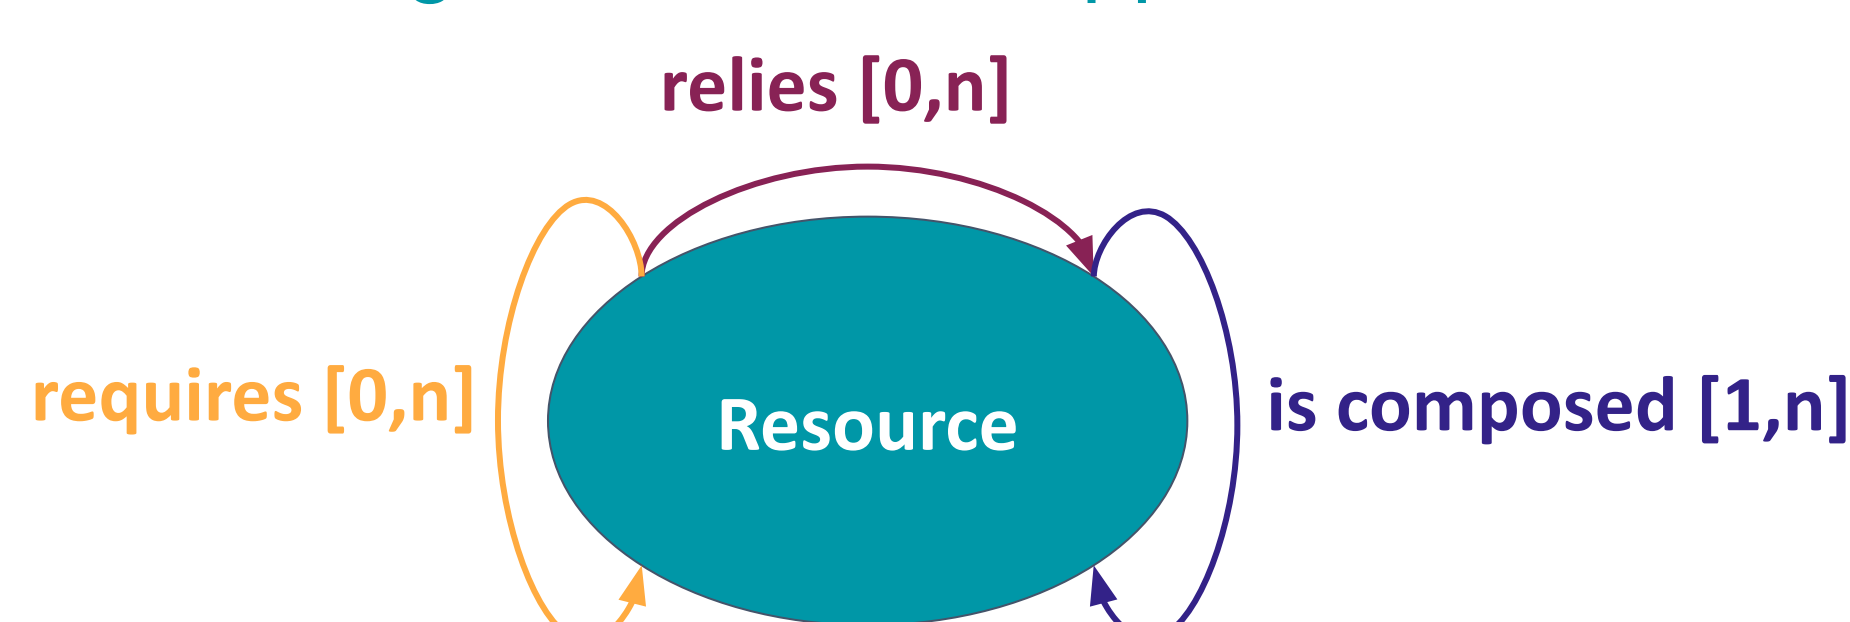 relies [0,n]
requires [0,n]
Resource
is composed [1,n]